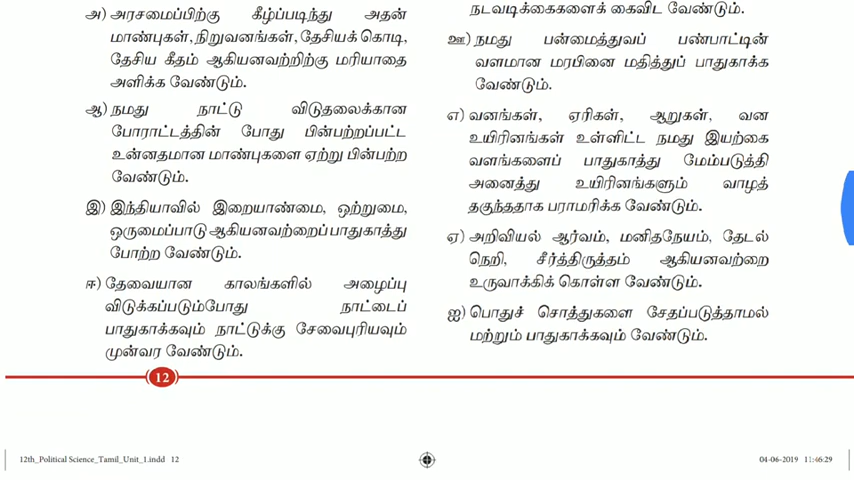 அ) அரசமைப்பிற்கு கீழ்ப்படிந்து அதன்
மாண்புகள், நிறுவனங்கள், தேசியக் கொடி,
தேசிய கீதம் ஆகியனவற்றிற்கு மரியாதை
அளிக்க வேண்டும்.
ஆ) நமது நாட்டு விடுதலைக்கான
போராட்டத்தின் போது பின்பற்றப்பட்ட
உன்னதமான மாண்புகளை ஏற்று பின்பற்ற
வேண்டும்.
இ) இந்தியாவில் இறையாண்மை, ஒற்றுமை,
ஒருமைப்பாடு ஆகியனவற்றைப் பாதுகாத்து
போற்ற வேண்டும்.
ஈ) தேவையான காலங்களில் அழைப்பு
விடுக்கப்படும்போது நாட்டைப்
பாதுகாக்கவும் நாட்டுக்கு சேவைபுரியவும்
முன்வர வேண்டும்.
நடவடிக்கைகளைக் கைவிட வேண்டும்.
ஊ) நமது பன்மைத்துவப் பண்பாட்டின்
வளமான மரபினை மதித்துப் பாதுகாக்க
வேண்டும்.
எ) வனங்கள், ஏரிகள், ஆறுகள், வன
உயிரினங்கள் உள்ளிட்ட நமது இயற்கை
வளங்களைப் பாதுகாத்து மேம்படுத்தி
அனைத்து உயிரினங்களும் வாழத்
தகுந்ததாக பராமரிக்க வேண்டும்.
ஏ) அறிவியல் ஆர்வம், மனிதநேயம், தேடல்
நெறி, சீர்த்திருத்தம் ஆகியனவற்றை
உருவாக்கிக் கொள்ள வேண்டும்.
ஐ) பொதுச் சொத்துகளை சேதப்படுத்தாமல்
மற்றும் பாதுகாக்கவும் வேண்டும்.
12
12th_Political Science_Tamil_Unit_1.indd 12
04-06-2019 11:46:29